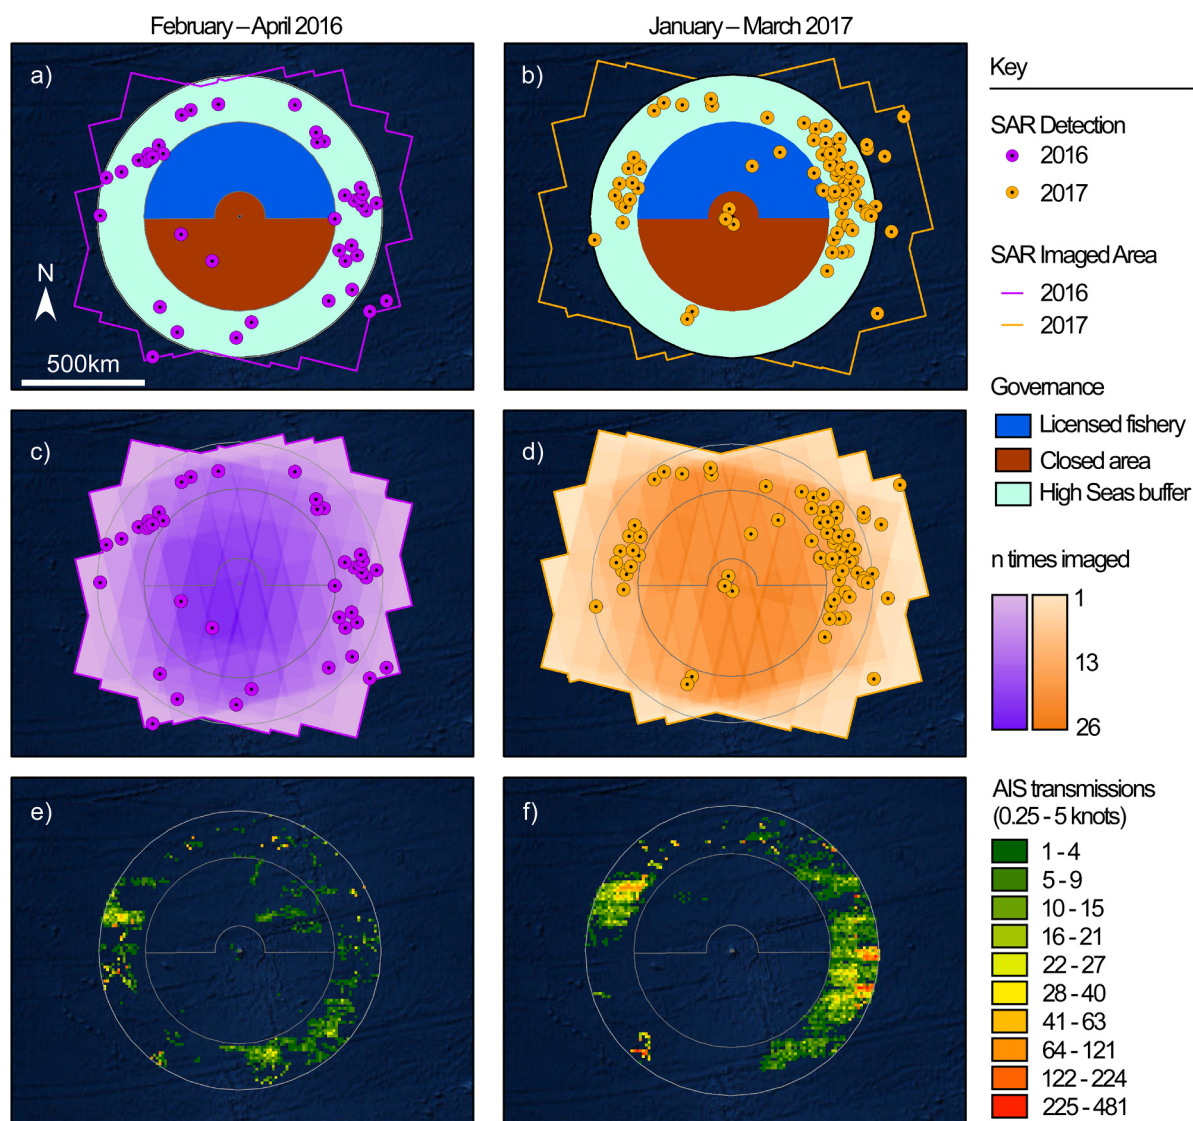 February – April 2016
January – March 2017
a)
b)
N
500km
c)
d)
e)
f)
Key
SAR Detection
2016
2017
SAR Imaged Area
2016
2017
Governance
Licensed fishery
Closed area
High Seas buffer
n times imaged
1
13
26
AIS transmissions
(0.25 - 5 knots)
1 - 4
5 - 9
10 - 15
16 - 21
22 - 27
28 - 40
41 - 63
64 - 121
122 - 224
225 - 481